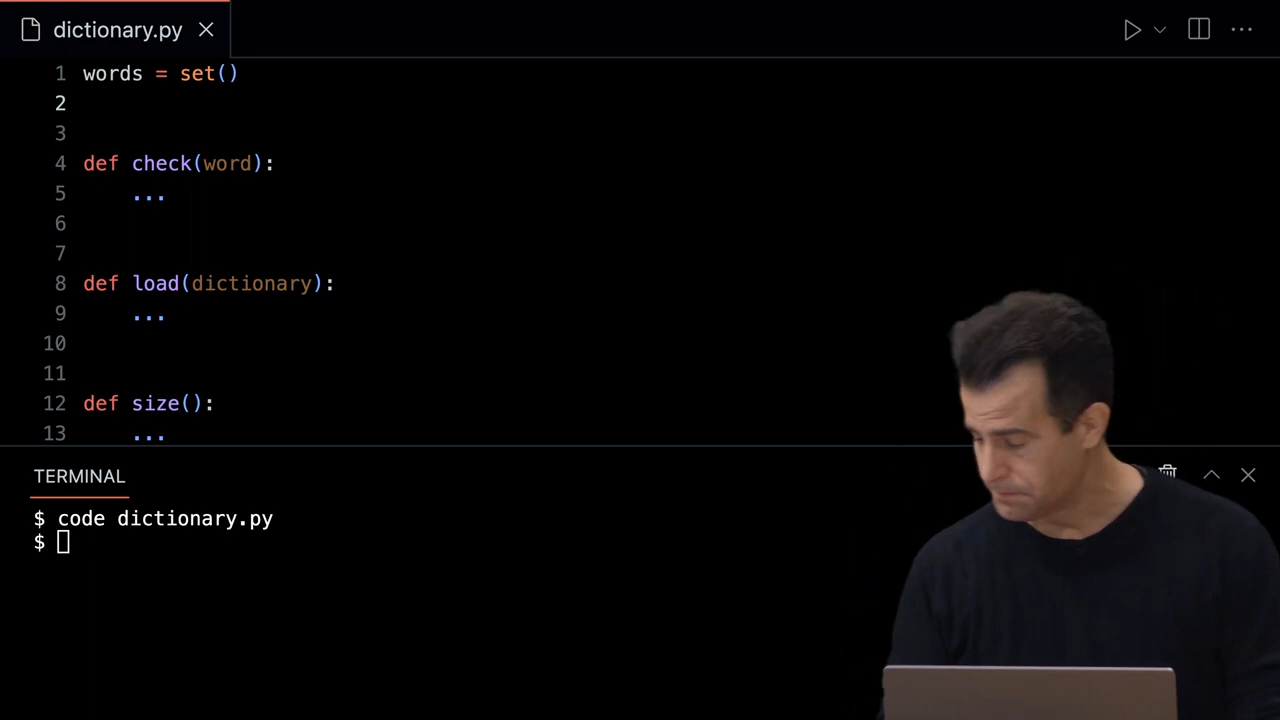 dictionary.py
1 words = set()
2
3
4 def check(word):
5 ...
6
7
8 def load(dictionary):
9 ...
10
11
12 def size():
13 ...
TERMINAL
$ code dictionary.py
$